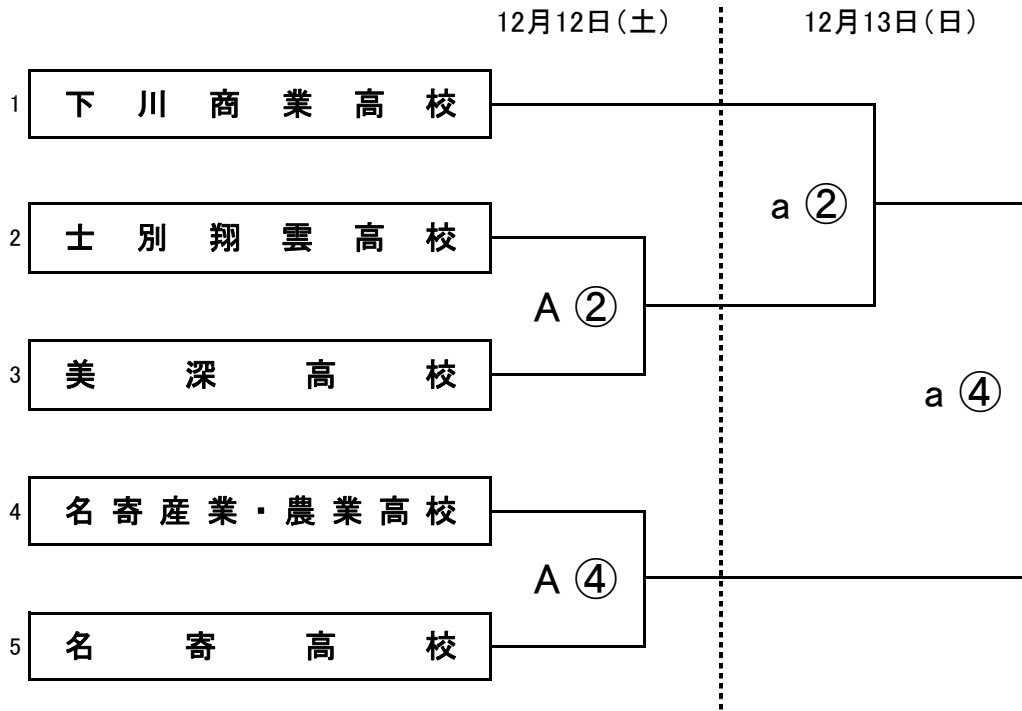 12月12日（土） 12月13日（日）
1 下川商業高校
a ②
2 士別翔雲高校
A ②
3 美深高校
a ④
4 名寄産業・農業高校
A ④
5 名寄高校